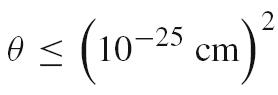 θ ≤ (10⁻²⁵ cm)²